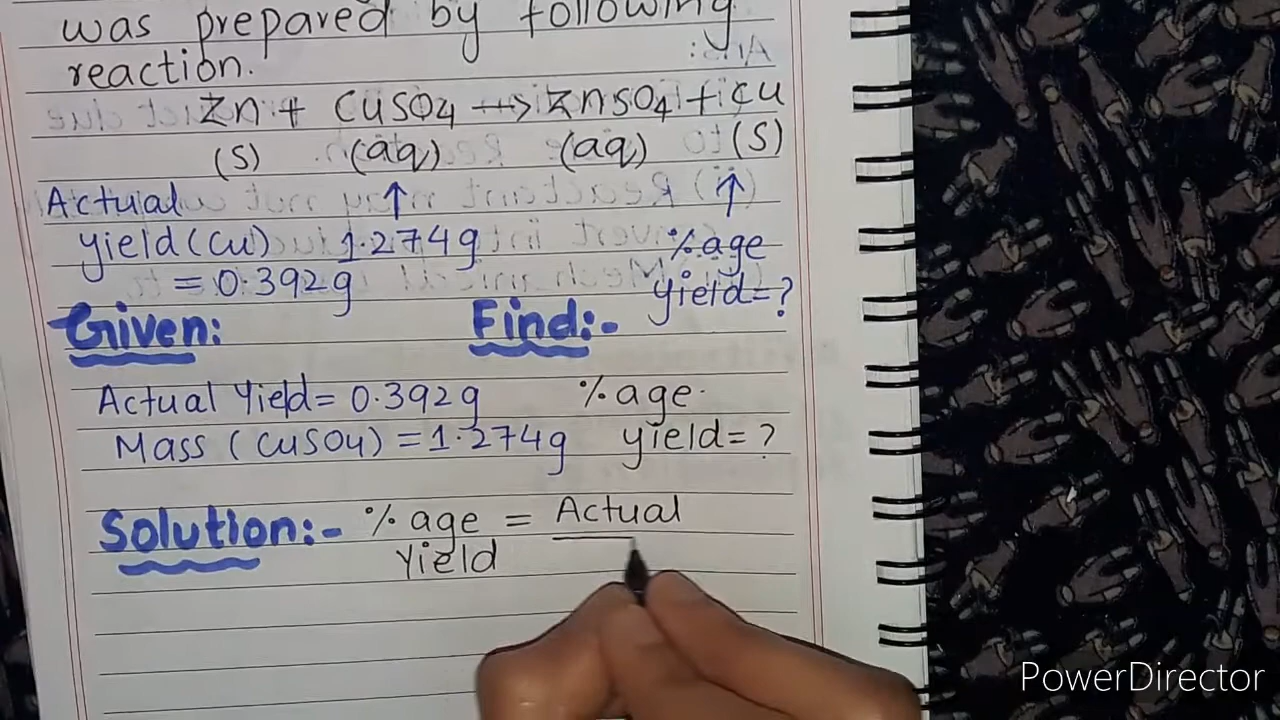 was prepared by following
reaction.
Zn + CuSO4 → ZnSO4 + Cu
(S) (aq) (aq) (S)
Actual ↑ ↑
yield (Cu) 1.274g %age
= 0.392g yield=?
Given: Find:-
Actual Yield= 0.392g %age.
Mass (CuSO4) = 1.274g yield= ?
Solution:- %age = Actual
yield
PowerDirector